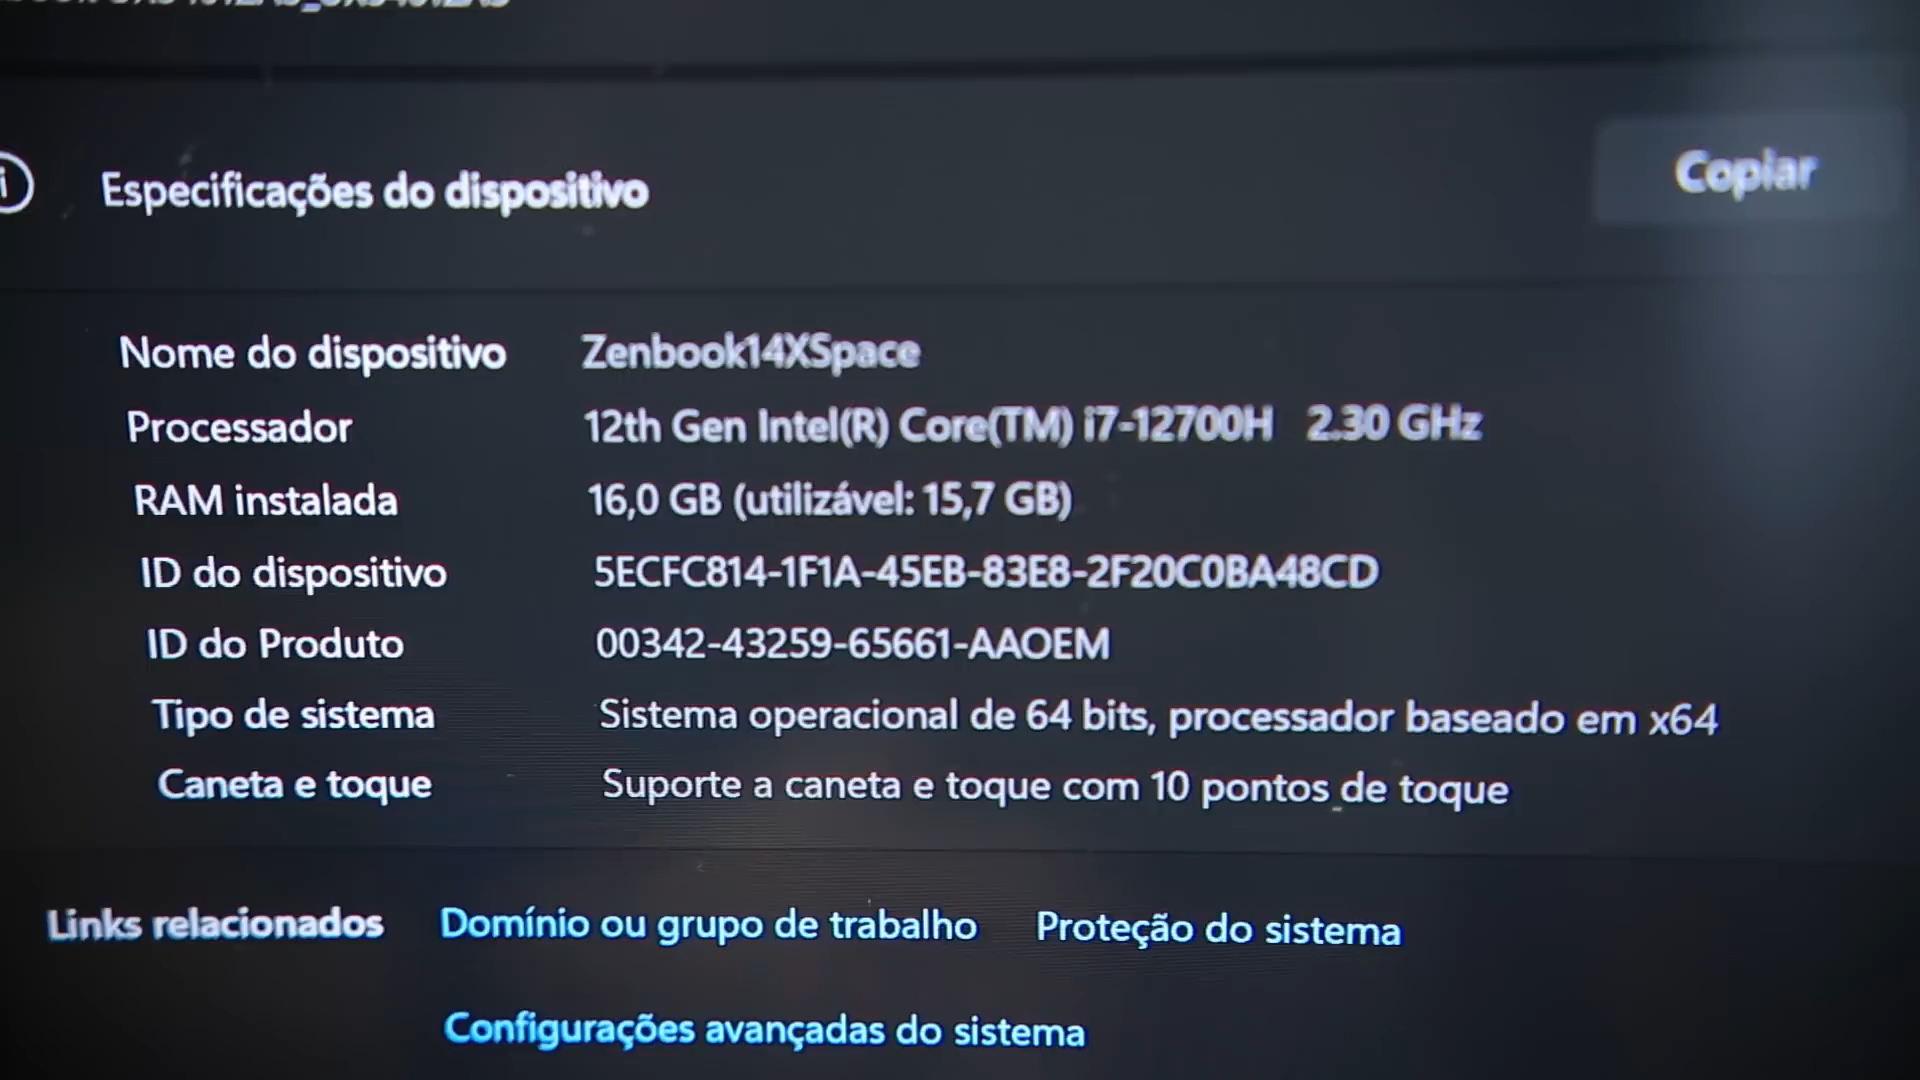 Especificações do dispositivo
Copiar
Nome do dispositivo Zenbook14XSpace
Processador 12th Gen Intel(R) Core(TM) i7-12700H 2.30 GHz
RAM instalada 16,0 GB (utilizável: 15,7 GB)
ID do dispositivo 5ECFC814-1F1A-45EB-83E8-2F20C0BA48CD
ID do Produto 00342-43259-65661-AAOEM
Tipo de sistema Sistema operacional de 64 bits, processador baseado em x64
Caneta e toque Suporte a caneta e toque com 10 pontos de toque
Links relacionados Domínio ou grupo de trabalho Proteção do sistema
Configurações avançadas do sistema